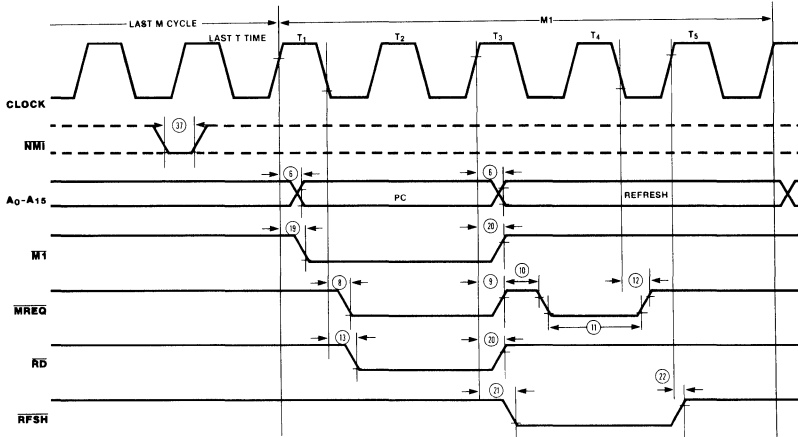 LAST M CYCLE
M1
LAST T TIME
T1
T2
T3
T4
T5
CLOCK
37
NMI
6
6
A0-A15
PC
REFRESH
19
20
M1
8
9
10
12
MREQ
11
13
20
RD
21
22
RFSH